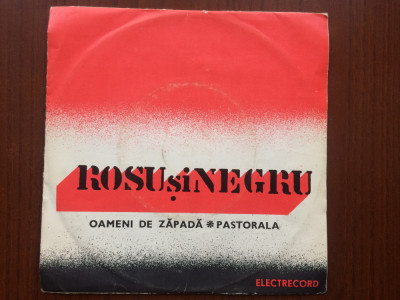 ROSUșiNEGRU
OAMENI DE ZĂPADĂ ❊ PASTORALA
ELECTRECORD